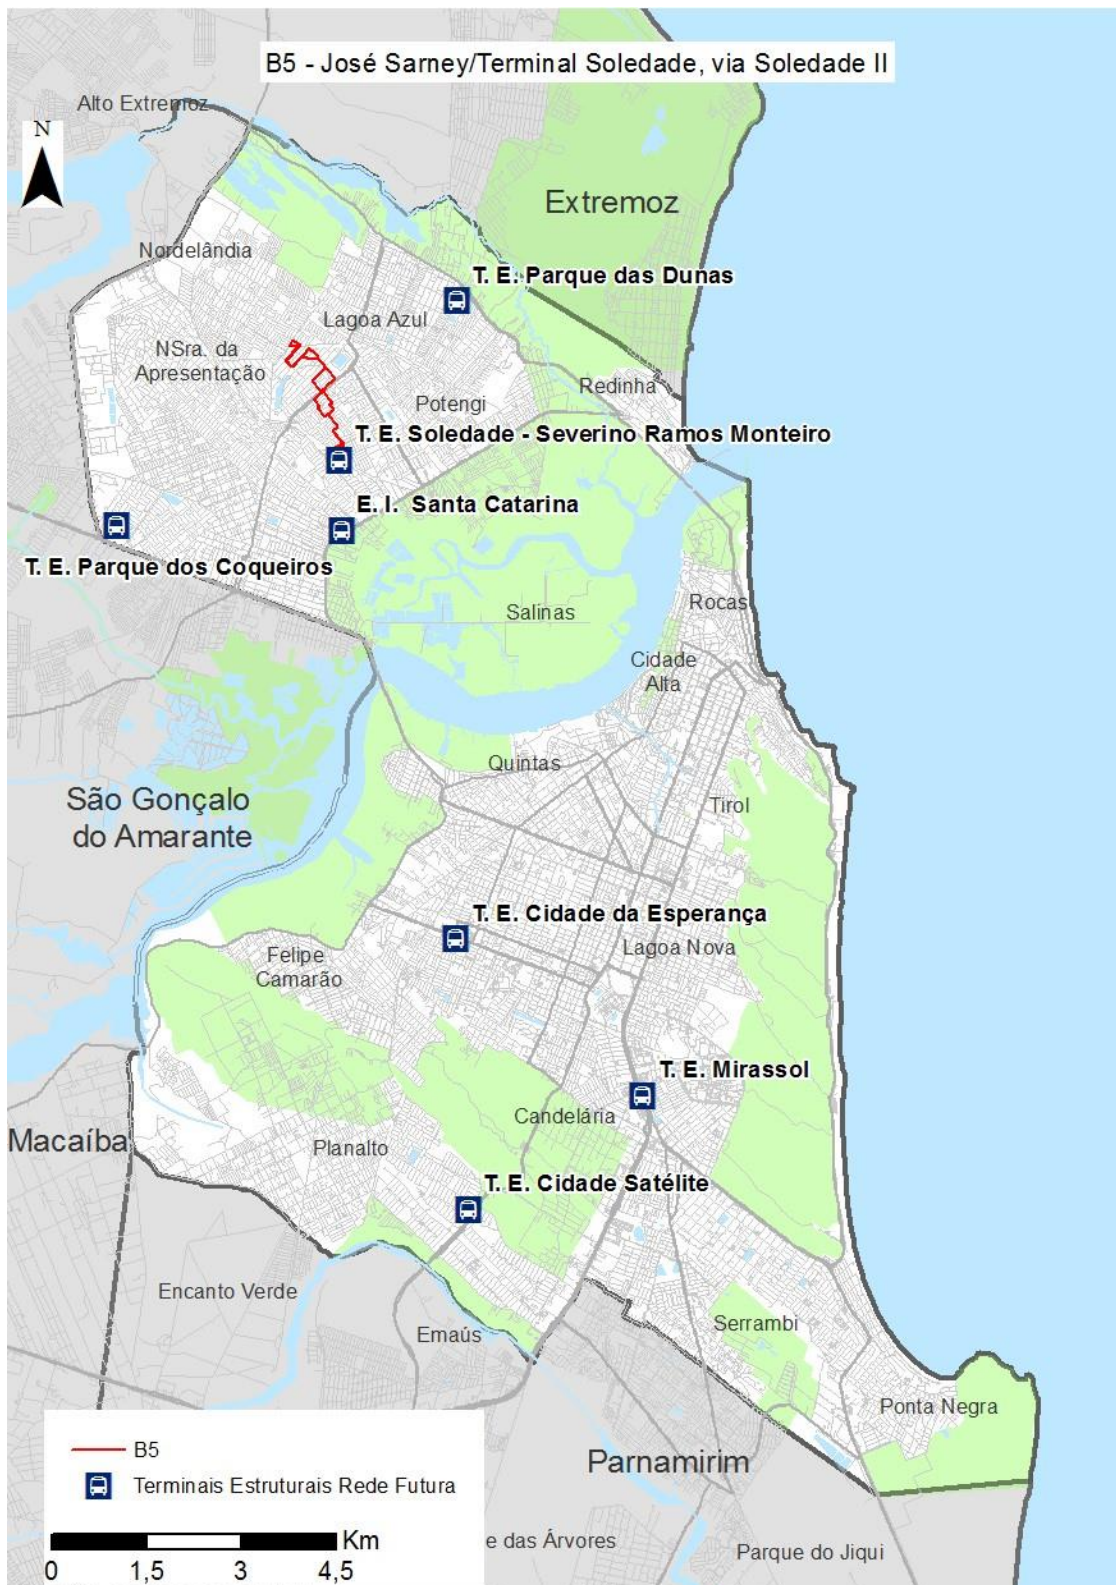 B5 - José Sarney/Terminal Soledade, via Soledade II
Alto Extremoz
N
Extremoz
Nordelândia
T. E. Parque das Dunas
Lagoa Azul
NSra. da
Apresentação
Redinha
Potengi
T. E. Soledade - Severino Ramos Monteiro
E. I. Santa Catarina
T. E. Parque dos Coqueiros
Salinas
Rocas
Cidade
Alta
Quintas
São Gonçalo
do Amarante
Tirol
T. E. Cidade da Esperança
Lagoa Nova
Felipe
Camarão
T. E. Mirassol
Candelária
Macaíba
Planalto
T. E. Cidade Satélite
Encanto Verde
Emaús
Serrambi
Ponta Negra
Parnamirim
B5
Terminais Estruturais Rede Futura
Km
0 1,5 3 4,5
e das Árvores
Parque do Jiqui